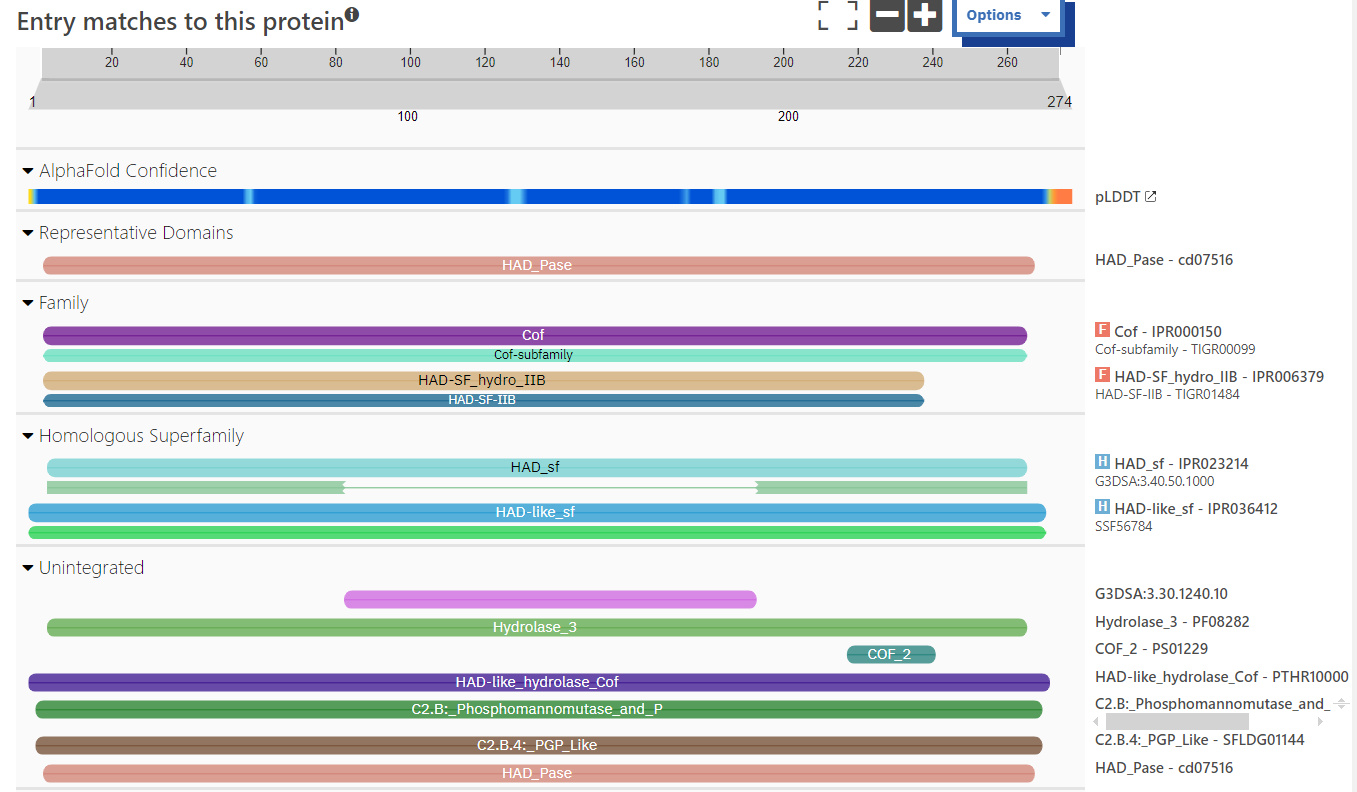 Entry matches to this protein
Options
20 40 60 80 100 120 140 160 180 200 220 240 260
1 274
100 200
AlphaFold Confidence
pLDDT
Representative Domains
HAD_Pase HAD_Pase - cd07516
Family
Cof F Cof - IPR000150
Cof-subfamily Cof-subfamily - TIGR00099
HAD-SF_hydro_IIB F HAD-SF_hydro_IIB - IPR006379
HAD-SF-IIB HAD-SF-IIB - TIGR01484
Homologous Superfamily
HAD_sf H HAD_sf - IPR023214
G3DSA:3.40.50.1000
HAD-like_sf H HAD-like_sf - IPR036412
SSF56784
Unintegrated
G3DSA:3.30.1240.10
Hydrolase_3 Hydrolase_3 - PF08282
COF_2 COF_2 - PS01229
HAD-like_hydrolase_Cof HAD-like_hydrolase_Cof - PTHR10000
C2.B:_Phosphomannomutase_and_P C2.B:_Phosphomannomutase_and_
C2.B.4:_PGP_Like C2.B.4:_PGP_Like - SFLDG01144
HAD_Pase HAD_Pase - cd07516